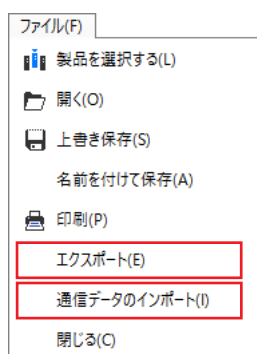 ファイル(F)
製品を選択する(L)
開く(O)
上書き保存(S)
名前を付けて保存(A)
印刷(P)
エクスポート(E)
通信データのインポート(I)
閉じる(C)